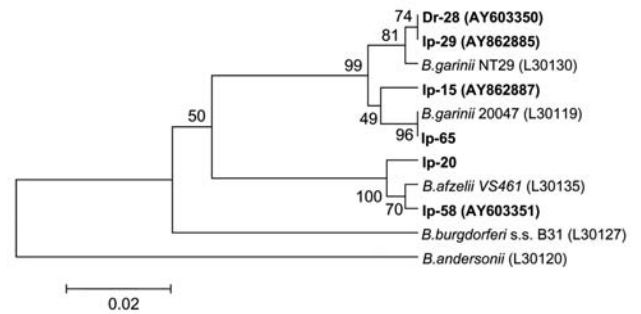 74 Dr-28 (AY603350)
81 Ip-29 (AY862885)
99 B.garinii NT29 (L30130)
Ip-15 (AY862887)
50 49 B.garinii 20047 (L30119)
96 Ip-65
Ip-20
100 B.afzelii VS461 (L30135)
70 Ip-58 (AY603351)
B.burgdorferi s.s. B31 (L30127)
B.andersonii (L30120)
0.02